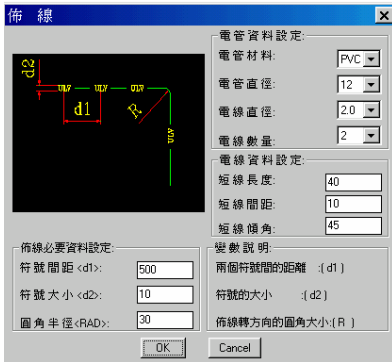 佈 線
電管資料設定:
電管材料: PVC
電管直徑: 12
電線直徑: 2.0
電線數量: 2
d2
ULV ULV ULV
d1
R
ULV
電線資料設定:
短線長度: 40
短線間距: 10
短線傾角: 45
佈線必要資料設定:
符號間距<d1>: 500
符號大小<d2>: 10
圓角半徑<RAD>: 30
變數說明:
兩個符號間的距離 :(d1)
符號的大小 :(d2)
佈線轉方向的圓角大小:(R)
OK Cancel